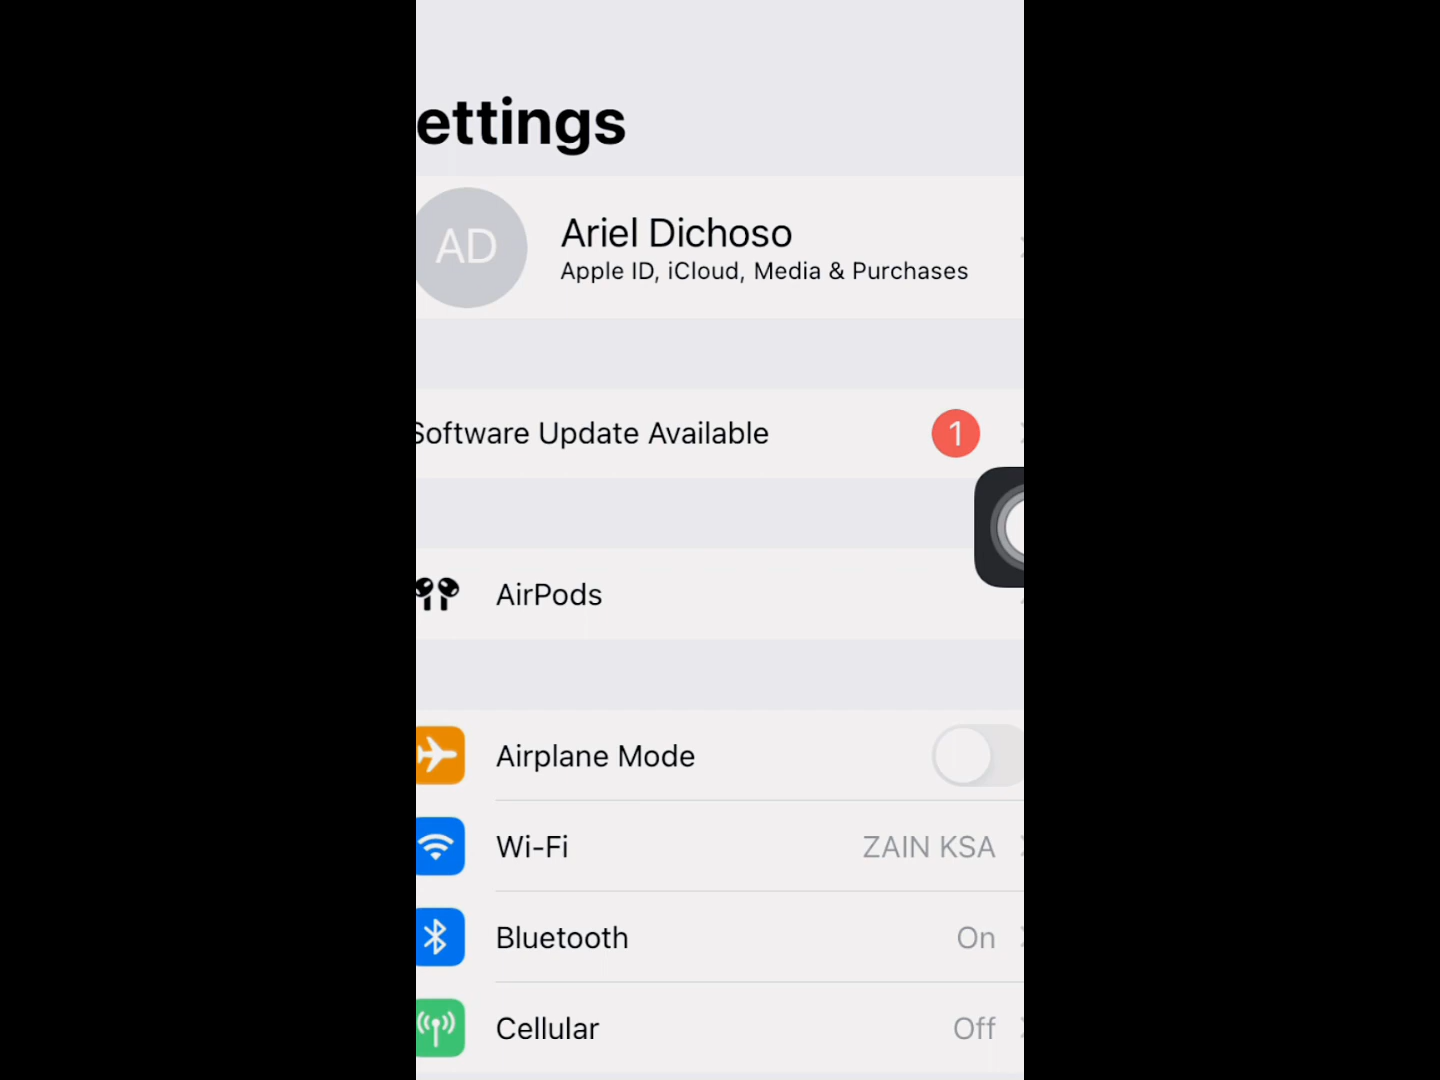 ettings
AD
Ariel Dichoso
Apple ID, iCloud, Media & Purchases
Software Update Available
1
AirPods
Airplane Mode
Wi-Fi
ZAIN KSA
Bluetooth
On
Cellular
Off